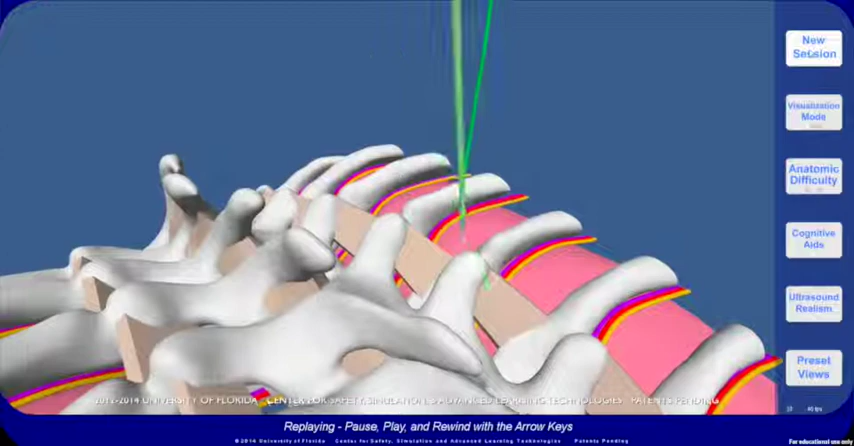 New
Session
Visualization
Mode
Anatomic
Difficulty
Cognitive
Aids
Ultrasound
Realism
Preset
Views
2012-2014 UNIVERSITY OF FLORIDA - CENTER FOR SAFETY, SIMULATION & ADVANCED LEARNING TECHNOLOGIES - PATENTS PENDING
Replaying - Pause, Play, and Rewind with the Arrow Keys
©2014 University of Florida Center for Safety, Simulation and Advanced Learning Technologies Patents Pending
For educational use only